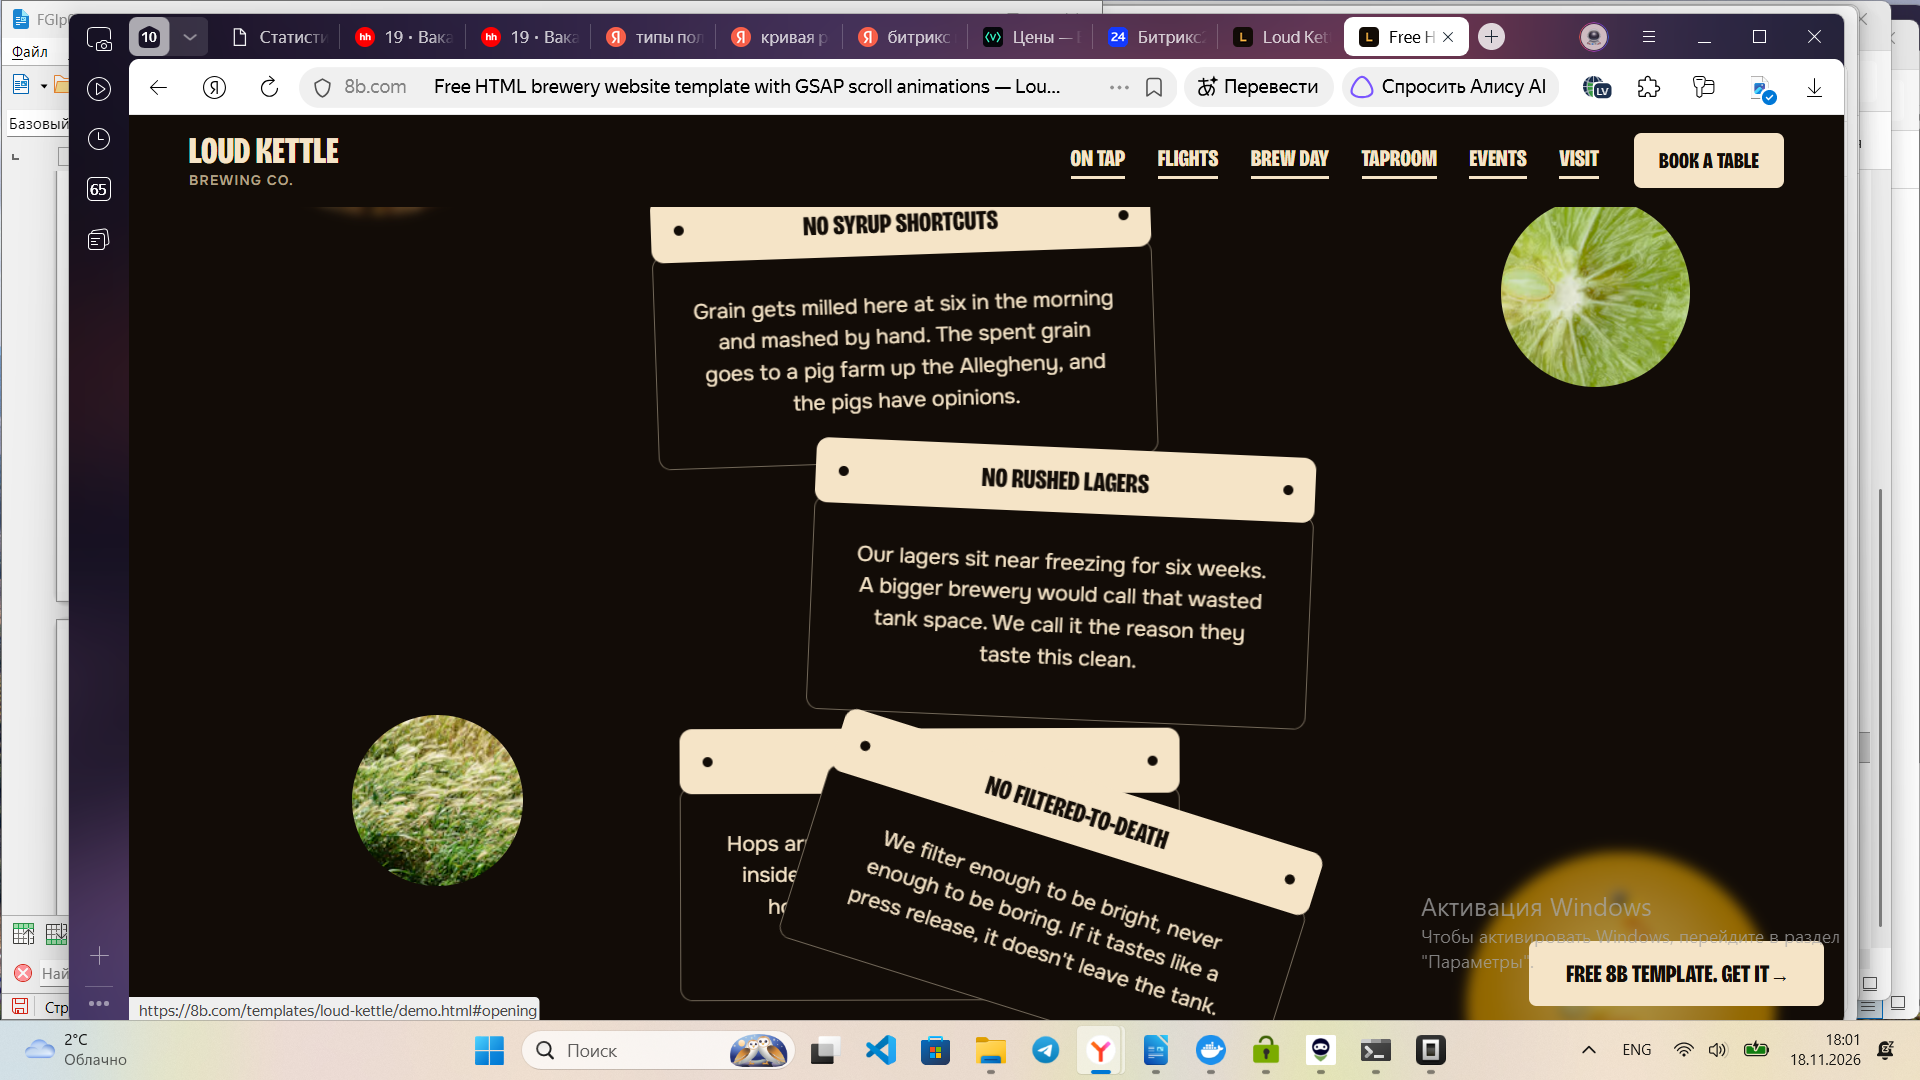 FGIp
10
Статисти
19 · Вака
19 · Вака
типы пол
кривая р
битрикс
Цены —
Битрикс
Loud Ket
Free H
Файл
8b.com
Free HTML brewery website template with GSAP scroll animations — Lou...
Перевести
Спросить Алису AI
LV
Базовый
65
LOUD KETTLE
BREWING CO.
ON TAP
FLIGHTS
BREW DAY
TAPROOM
EVENTS
VISIT
BOOK A TABLE
NO SYRUP SHORTCUTS
Grain gets milled here at six in the morning
and mashed by hand. The spent grain
goes to a pig farm up the Allegheny, and
the pigs have opinions.
NO RUSHED LAGERS
Our lagers sit near freezing for six weeks.
A bigger brewery would call that wasted
tank space. We call it the reason they
taste this clean.
Hops ar
inside
ho
NO FILTERED-TO-DEATH
We filter enough to be bright, never
enough to be boring. If it tastes like a
press release, it doesn't leave the tank.
Активация Windows
Чтобы активировать Windows, перейдите в раздел
"Параметры".
FREE 8B TEMPLATE. GET IT →
Най
Стр
https://8b.com/templates/loud-kettle/demo.html#opening
2°C
Облачно
Поиск
ENG
18:01
18.11.2026